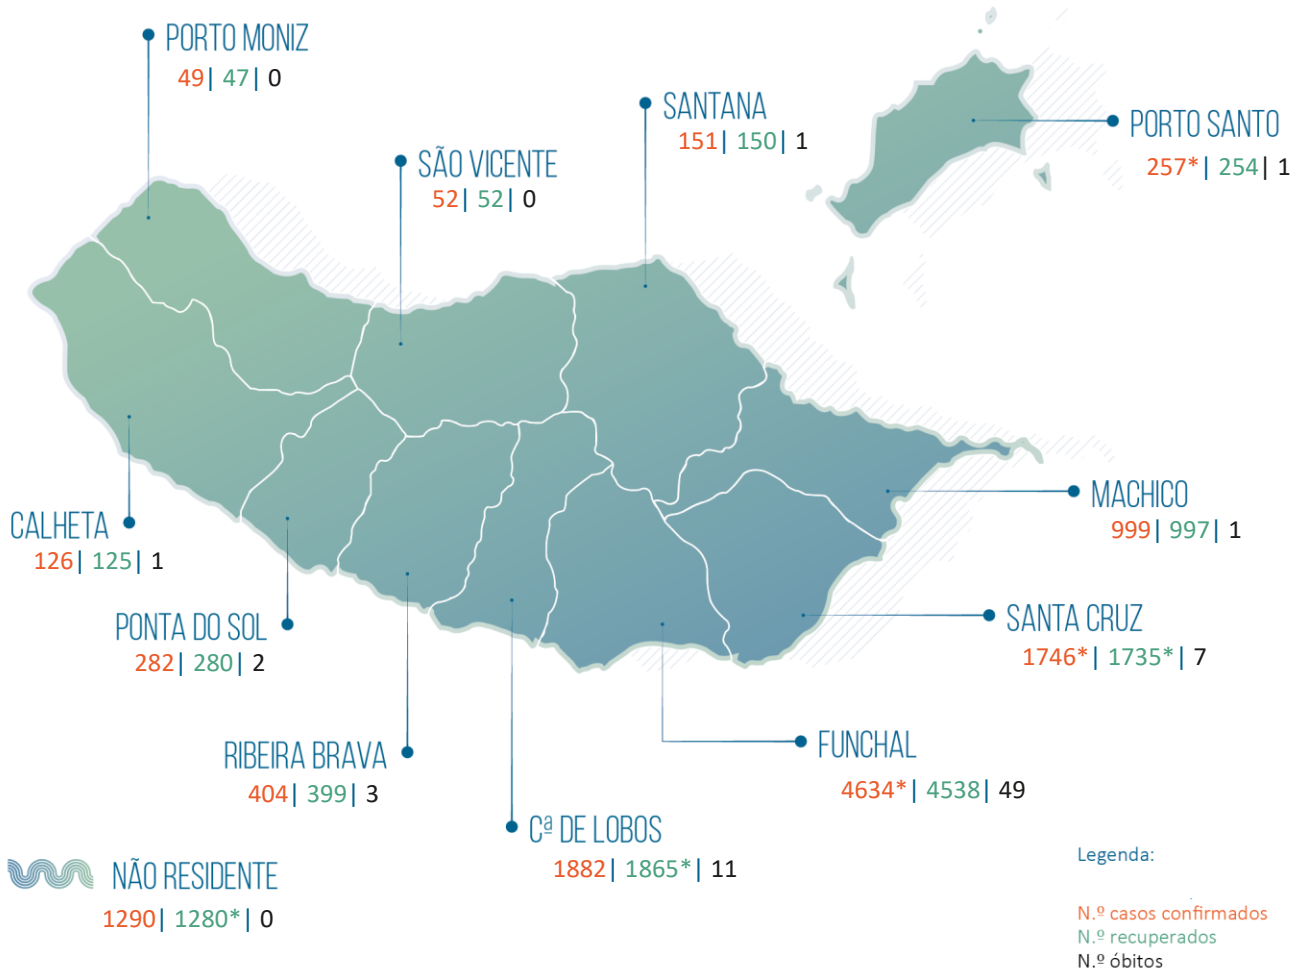 PORTO MONIZ
49| 47| 0
SANTANA
151| 150| 1
PORTO SANTO
257*| 254| 1
SÃO VICENTE
52| 52| 0
MACHICO
999| 997| 1
CALHETA
126| 125| 1
SANTA CRUZ
1746*| 1735*| 7
PONTA DO SOL
282| 280| 2
FUNCHAL
4634*| 4538| 49
RIBEIRA BRAVA
404| 399| 3
Cª DE LOBOS
1882| 1865*| 11
NÃO RESIDENTE
1290| 1280*| 0
Legenda:
N.º casos confirmados
N.º recuperados
N.º óbitos